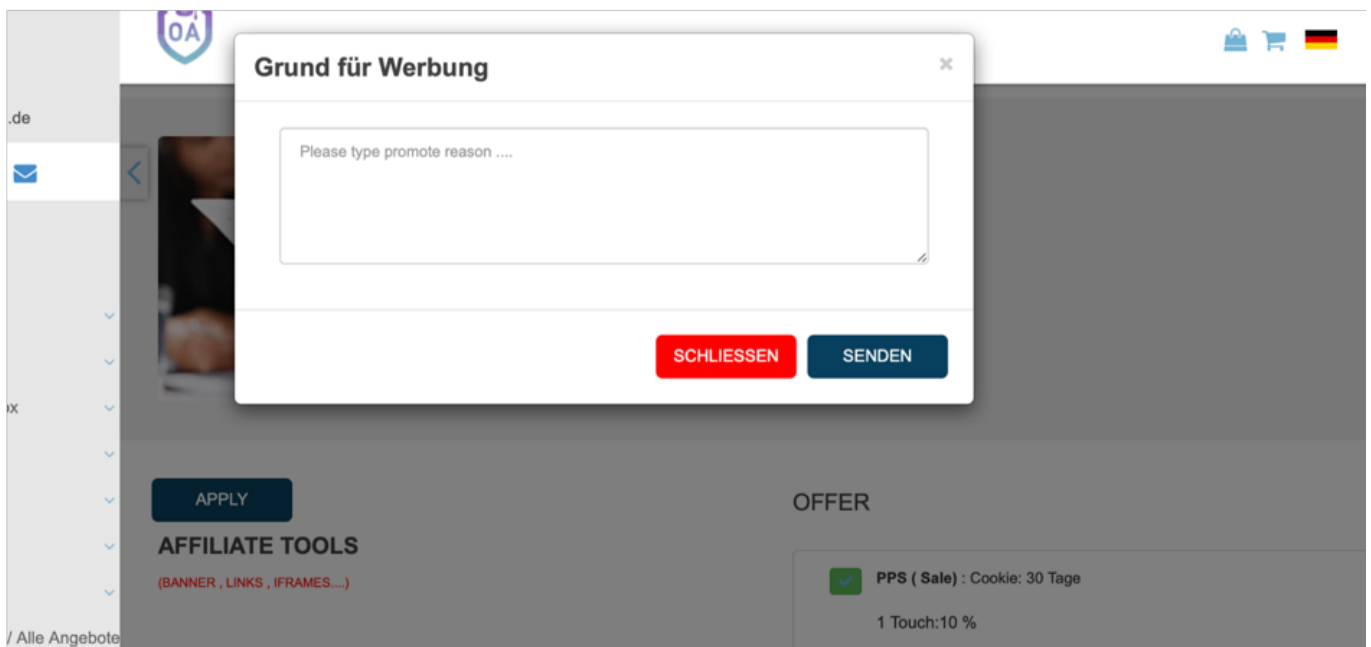 OA
Grund für Werbung
×
.de
Please type promote reason ....
SCHLIESSEN
SENDEN
APPLY
OFFER
AFFILIATE TOOLS
(BANNER , LINKS , IFRAMES....)
PPS ( Sale) : Cookie: 30 Tage
1 Touch:10 %
/ Alle Angebote